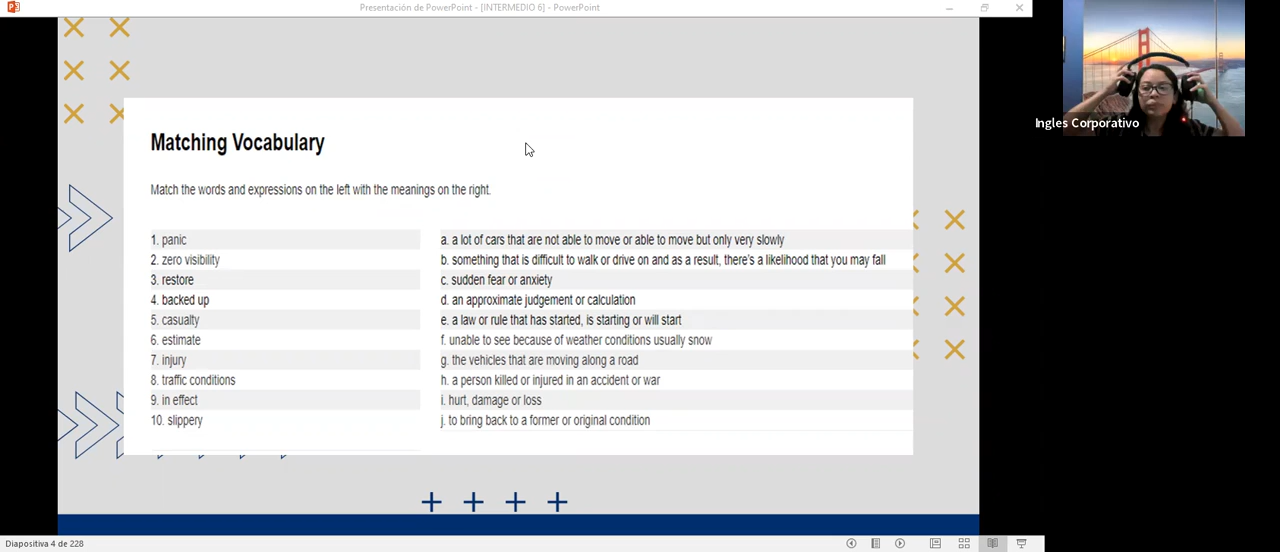 Presentación de PowerPoint - [INTERMEDIO 6] - PowerPoint
Ingles Corporativo
Matching Vocabulary
Match the words and expressions on the left with the meanings on the right.
1. panic
a. a lot of cars that are not able to move or able to move but only very slowly
2. zero visibility
b. something that is difficult to walk or drive on and as a result, there's a likelihood that you may fall
3. restore
c. sudden fear or anxiety
4. backed up
d. an approximate judgement or calculation
5. casualty
e. a law or rule that has started, is starting or will start
6. estimate
f. unable to see because of weather conditions usually snow
7. injury
g. the vehicles that are moving along a road
8. traffic conditions
h. a person killed or injured in an accident or war
9. in effect
i. hurt, damage or loss
10. slippery
j. to bring back to a former or original condition
Diapositiva 4 de 228